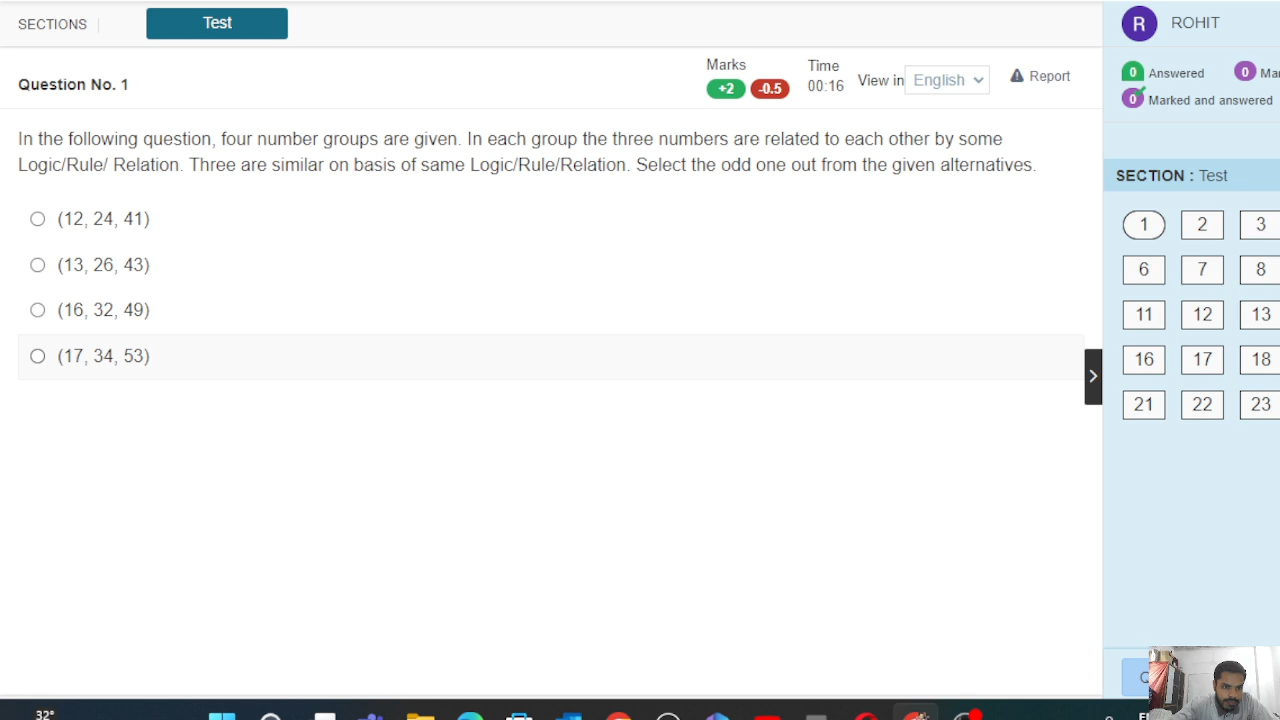 SECTIONS
Test
R
ROHIT
Question No. 1
Marks
+2
-0.5
Time
00:16
View in
English
Report
0 Answered
0
0 Marked and answered
In the following question, four number groups are given. In each group the three numbers are related to each other by some
Logic/Rule/ Relation. Three are similar on basis of same Logic/Rule/Relation. Select the odd one out from the given alternatives.
(12, 24, 41)
(13, 26, 43)
(16, 32, 49)
(17, 34, 53)
SECTION : Test
1 2 3
6 7 8
11 12 13
16 17 18
21 22 23
32°